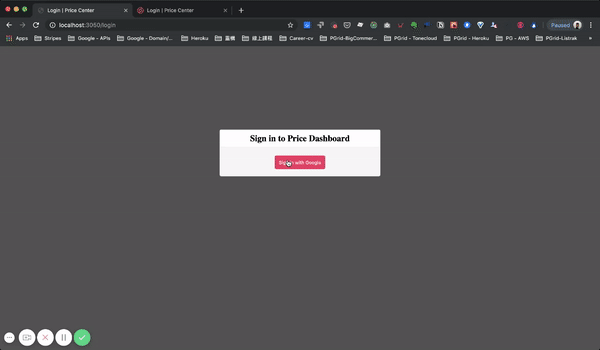 Login | Price Center
Login | Price Center
localhost:3050/login
Paused
Apps
Stripes
Google - APIs
Google - Domain/...
Heroku
線上課程
Career-cv
PGrid-BigCommer...
PGrid - Tonecloud
PGrid - Heroku
PG - AWS
PGrid-Listrak
»
Sign in to Price Dashboard
Sign in with Google